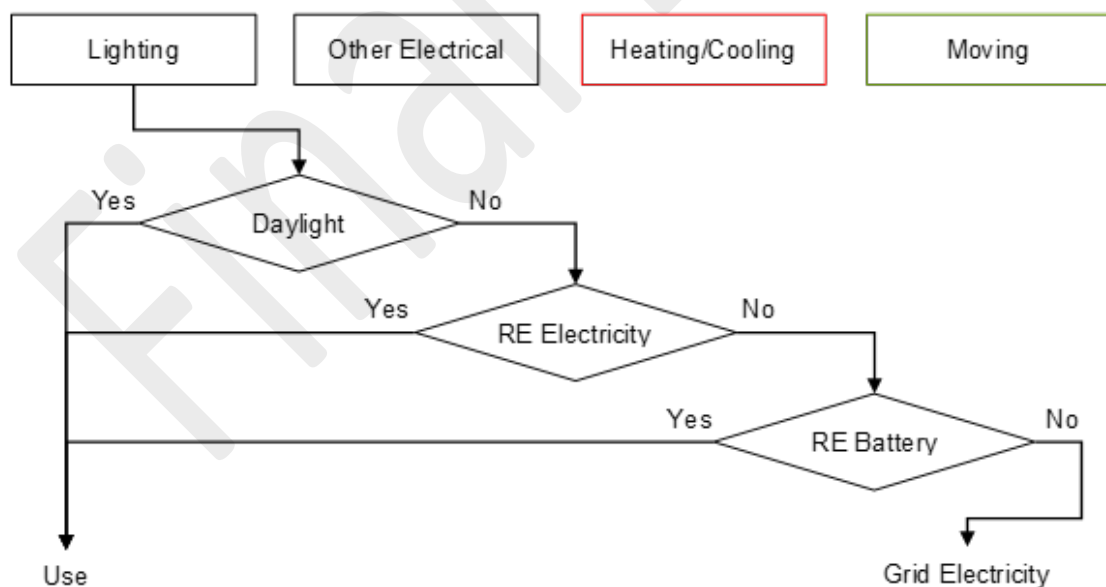 Final
Lighting
Other Electrical
Heating/Cooling
Moving
Yes
No
Daylight
Yes
No
RE Electricity
Yes
No
RE Battery
Use
Grid Electricity